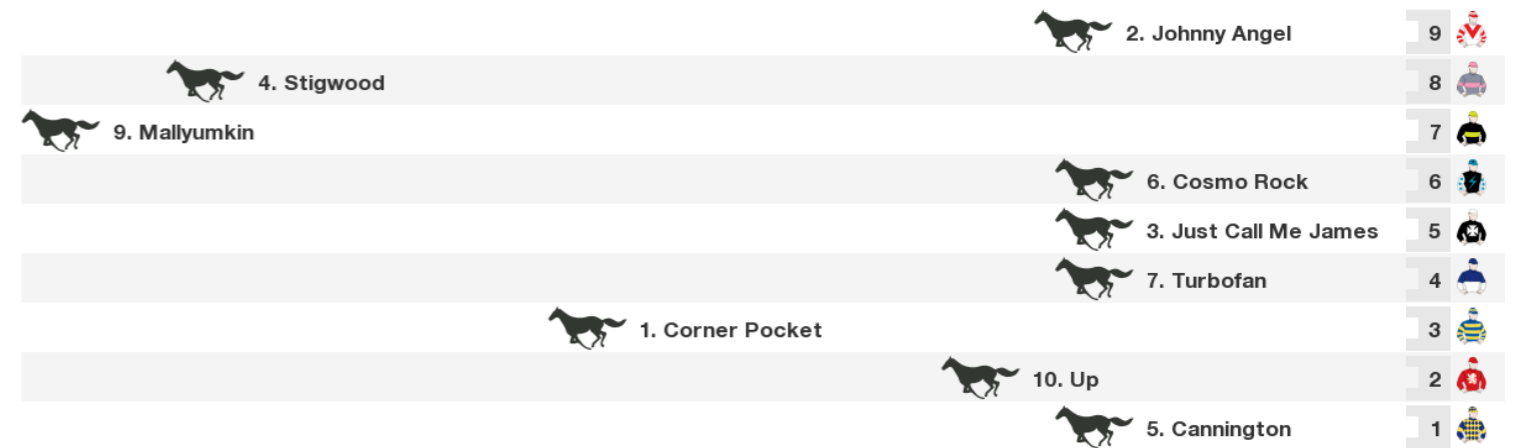 2. Johnny Angel 9
4. Stigwood 8
9. Mallyumkin 7
6. Cosmo Rock 6
3. Just Call Me James 5
7. Turbofan 4
1. Corner Pocket 3
10. Up 2
5. Cannington 1